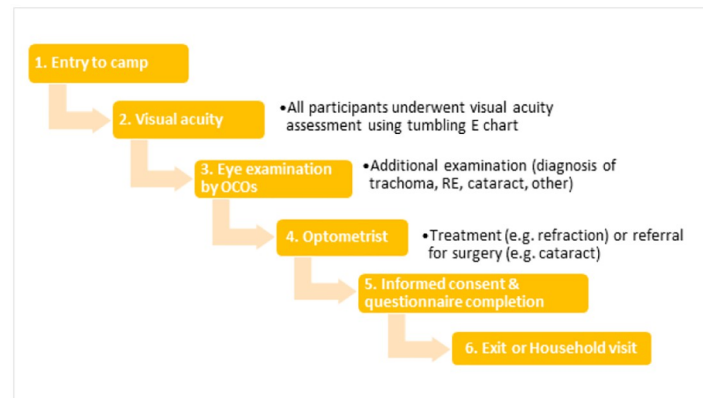 1. Entry to camp
2. Visual acuity
•All participants underwent visual acuity
assessment using tumbling E chart
3. Eye examination
by OCOs
•Additional examination (diagnosis of
trachoma, RE, cataract, other)
4. Optometrist
•Treatment (e.g. refraction) or referral
for surgery (e.g. cataract)
5. Informed consent &
questionnaire completion
6. Exit or Household visit